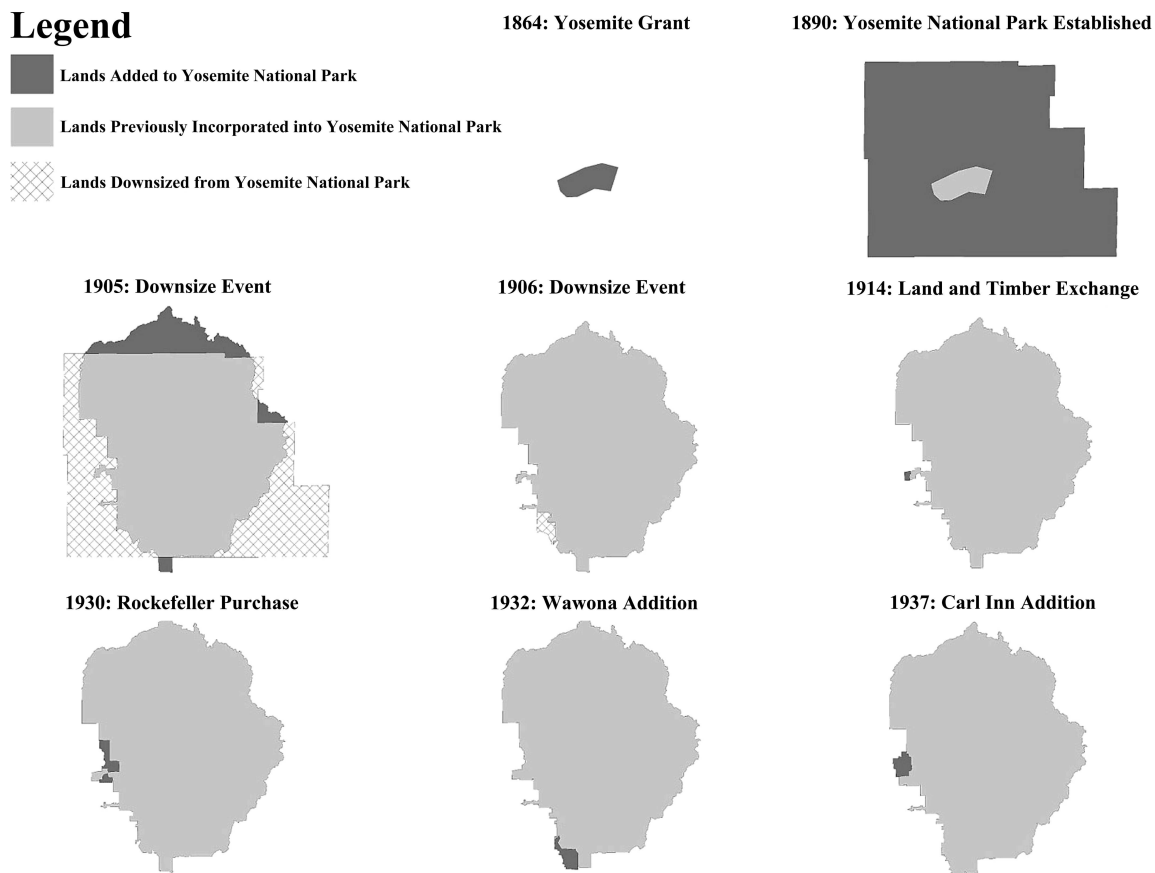 Legend
Lands Added to Yosemite National Park
Lands Previously Incorporated into Yosemite National Park
Lands Downsized from Yosemite National Park
1864: Yosemite Grant
1890: Yosemite National Park Established
1905: Downsize Event
1906: Downsize Event
1914: Land and Timber Exchange
1930: Rockefeller Purchase
1932: Wawona Addition
1937: Carl Inn Addition